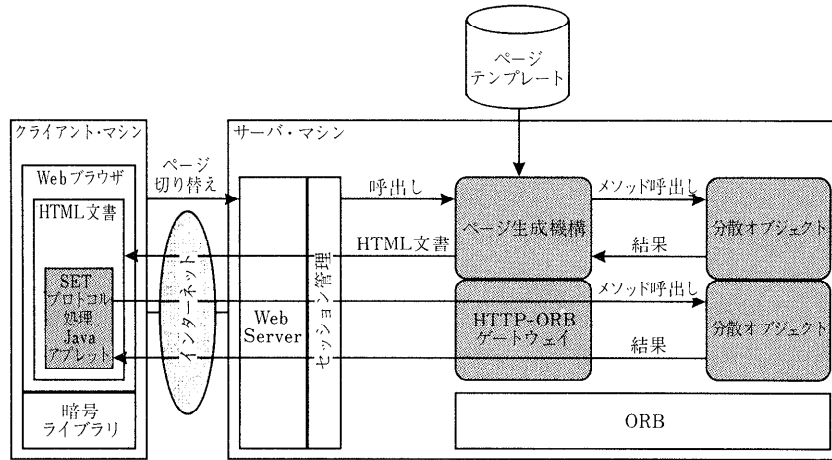 ページ
テンプレート
クライアント・マシン
サーバ・マシン
Webブラウザ
HTML文書
SET
プロトコル
処理
Java
アプレット
暗号
ライブラリ
ページ
切り替え
インターネット
Web
Server
セッション管理
呼出し
HTML文書
ページ生成機構
メソッド呼出し
結果
分散オブジェクト
HTTP-ORB
ゲートウェイ
メソッド呼出し
結果
分散オブジェクト
ORB